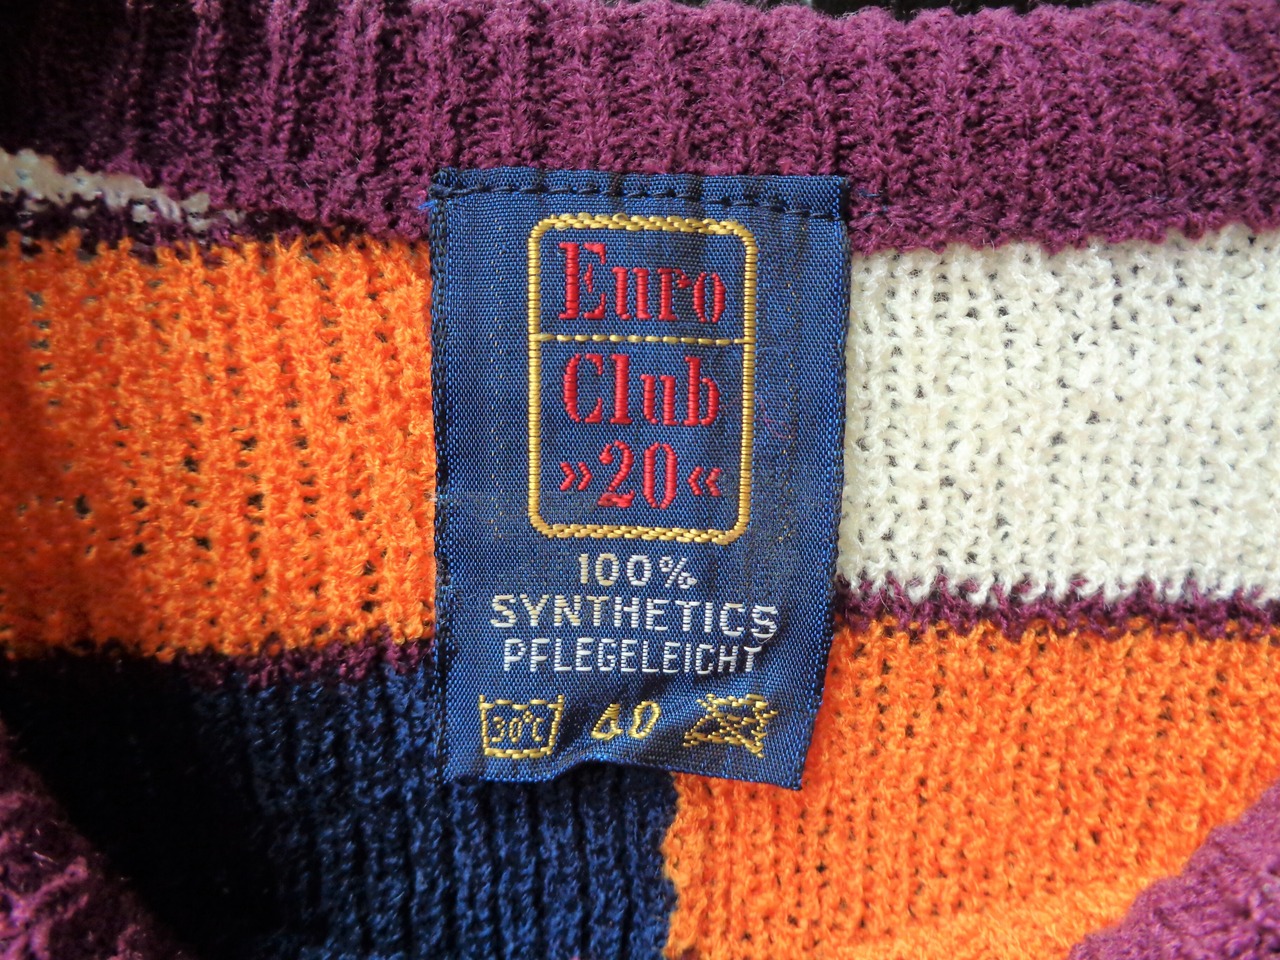 Euro
Club
»20«
100%
SYNTHETICS
PFLEGELEICHT
30°C 40